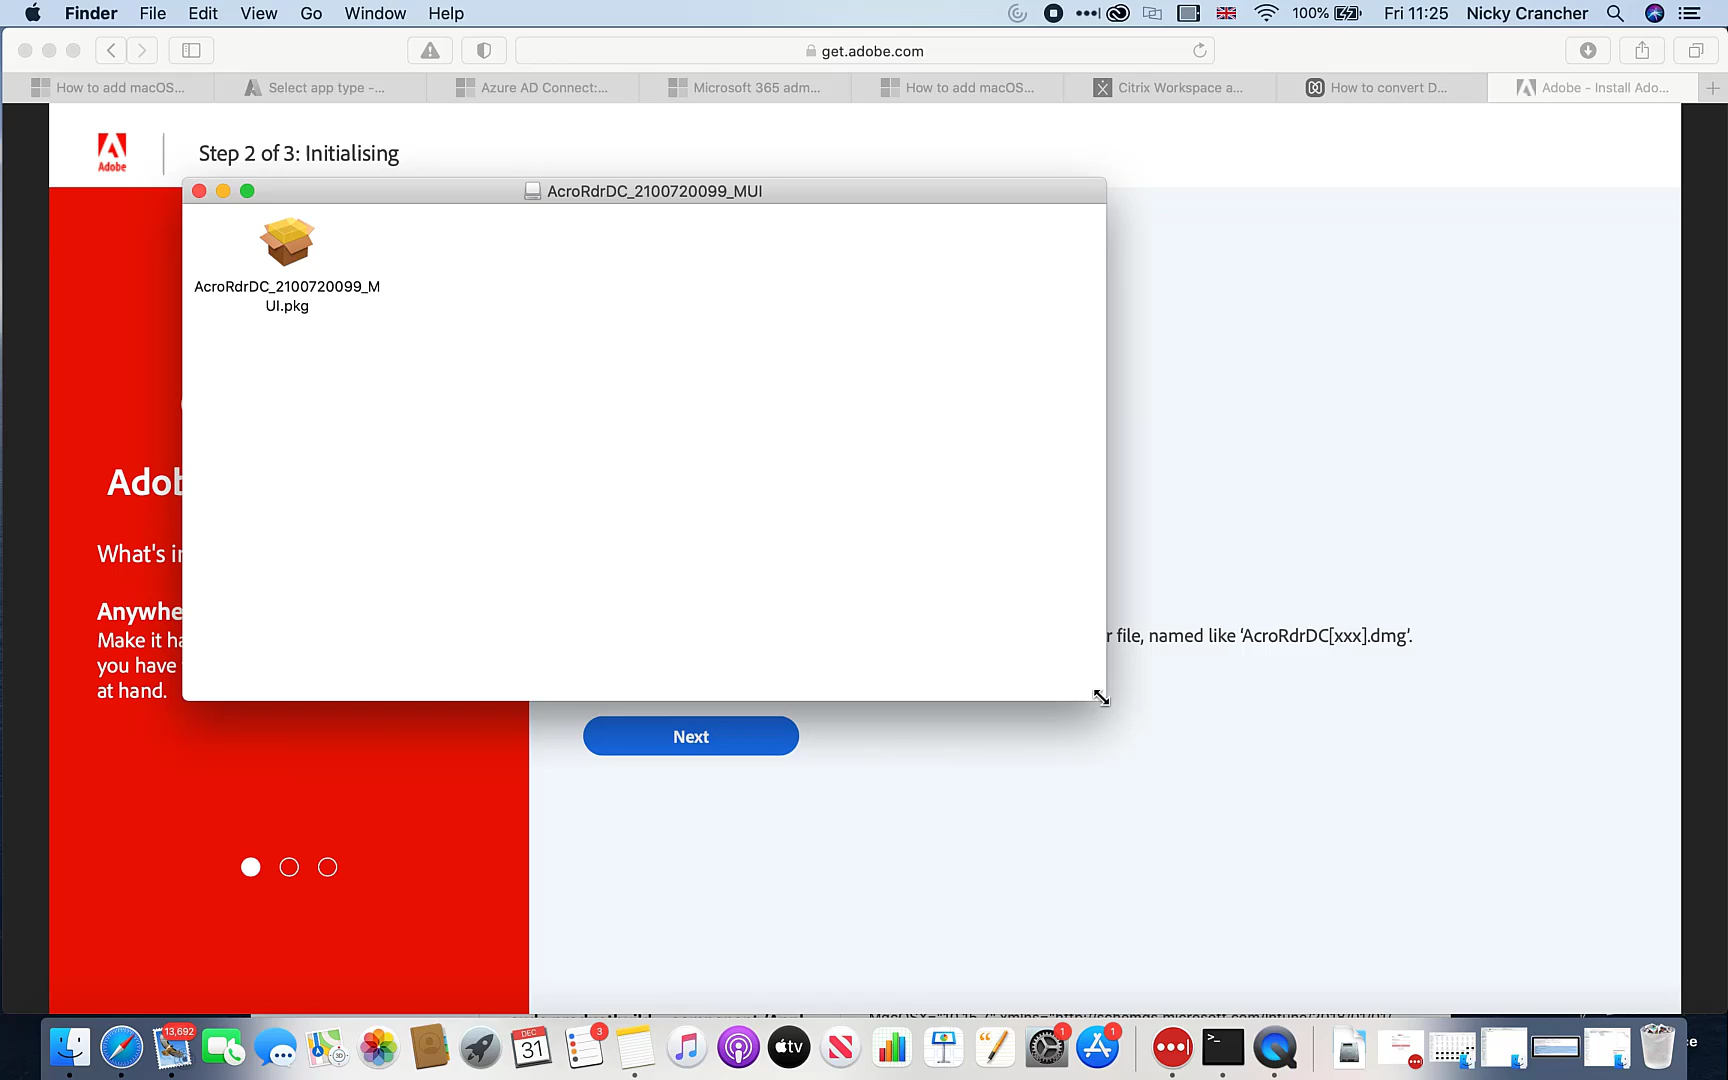 Finder File Edit View Go Window Help 100% Fri 11:25 Nicky Crancher
get.adobe.com
How to add macOS... Select app type -... Azure AD Connect:... Microsoft 365 adm... How to add macOS... Citrix Workspace a... How to convert D... Adobe - Install Ado...
Adobe
Step 2 of 3: Initialising
AcroRdrDC_2100720099_MUI
AcroRdrDC_2100720099_M
UI.pkg
Adob
What's i
Anywhe
Make it ha
you have
at hand.
r file, named like ‘AcroRdrDC[xxx].dmg’.
Next
13,692
3D
DEC
31
3
tv
1
1